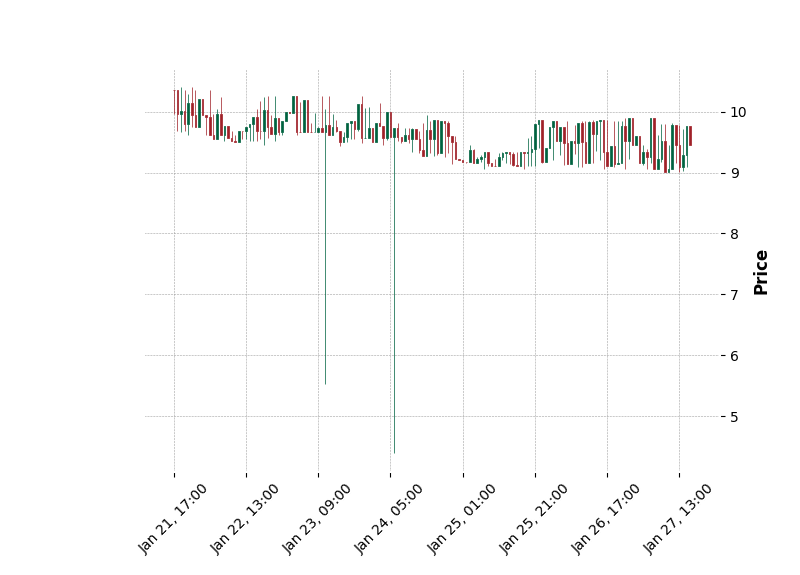 10
9
8
7
6
5
Price
Jan 21, 17:00
Jan 22, 13:00
Jan 23, 09:00
Jan 24, 05:00
Jan 25, 01:00
Jan 25, 21:00
Jan 26, 17:00
Jan 27, 13:00